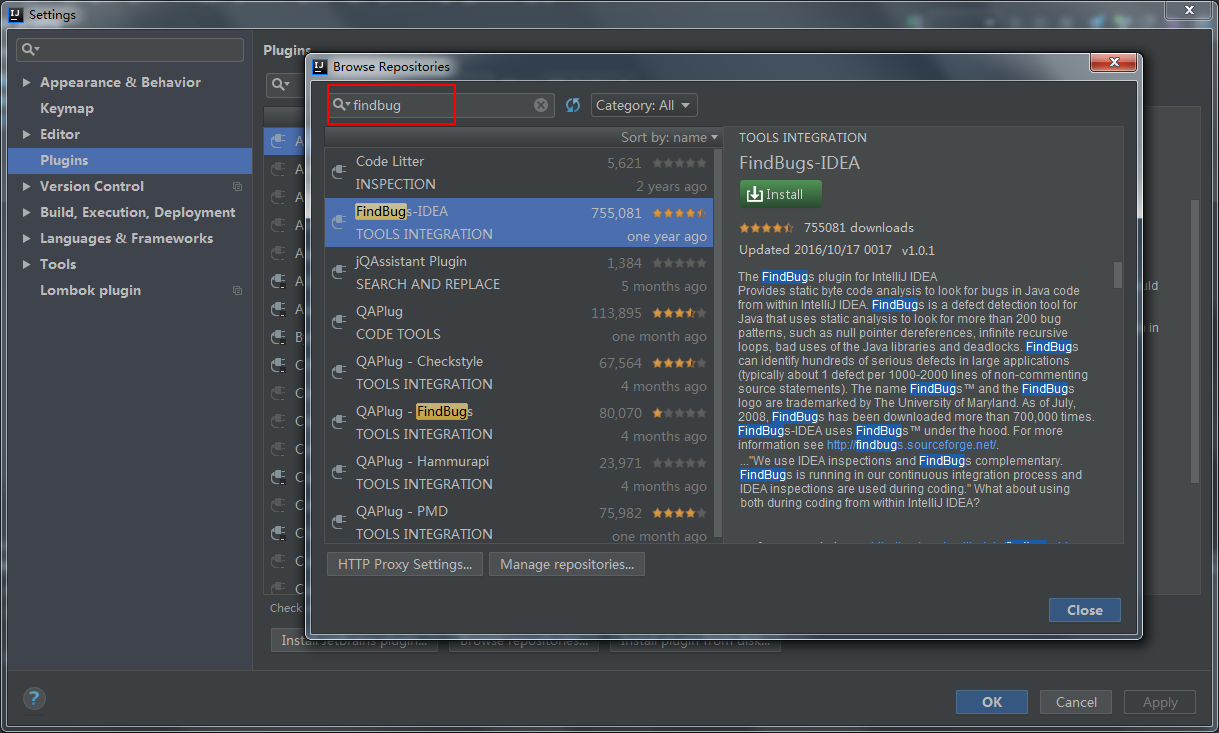 Settings
Appearance & Behavior
Keymap
Editor
Plugins
Version Control
Build, Execution, Deployment
Languages & Frameworks
Tools
Lombok plugin
Plugins
Browse Repositories
findbug
Category: All
Sort by: name
Code Litter 5,621
INSPECTION 2 years ago
FindBugs-IDEA 755,081
TOOLS INTEGRATION one year ago
jQAssistant Plugin 1,384
SEARCH AND REPLACE 5 months ago
QAPlug 113,895
CODE TOOLS one month ago
QAPlug - Checkstyle 67,564
TOOLS INTEGRATION 4 months ago
QAPlug - FindBugs 80,070
TOOLS INTEGRATION 4 months ago
QAPlug - Hammurapi 23,971
TOOLS INTEGRATION 4 months ago
QAPlug - PMD 75,982
TOOLS INTEGRATION one month ago
HTTP Proxy Settings...
Manage repositories...
TOOLS INTEGRATION
FindBugs-IDEA
Install
755081 downloads
Updated 2016/10/17 0017 v1.0.1
The FindBugs plugin for IntelliJ IDEA
Provides static byte code analysis to look for bugs in Java code
from within IntelliJ IDEA. FindBugs is a defect detection tool for
Java that uses static analysis to look for more than 200 bug
patterns, such as null pointer dereferences, infinite recursive
loops, bad uses of the Java libraries and deadlocks. FindBugs
can identify hundreds of serious defects in large applications
(typically about 1 defect per 1000-2000 lines of non-commenting
source statements). The name FindBugs™ and the FindBugs
logo are trademarked by The University of Maryland. As of July,
2008, FindBugs has been downloaded more than 700,000 times.
FindBugs-IDEA uses FindBugs™ under the hood. For more
information see http://findbugs.sourceforge.net/.
..."We use IDEA inspections and FindBugs complementary.
FindBugs is running in our continuous integration process and
IDEA inspections are used during coding." What about using
both during coding from within IntelliJ IDEA?
Close
Check
Install JetBrains plugin...
Browse repositories...
Install plugin from disk...
OK
Cancel
Apply